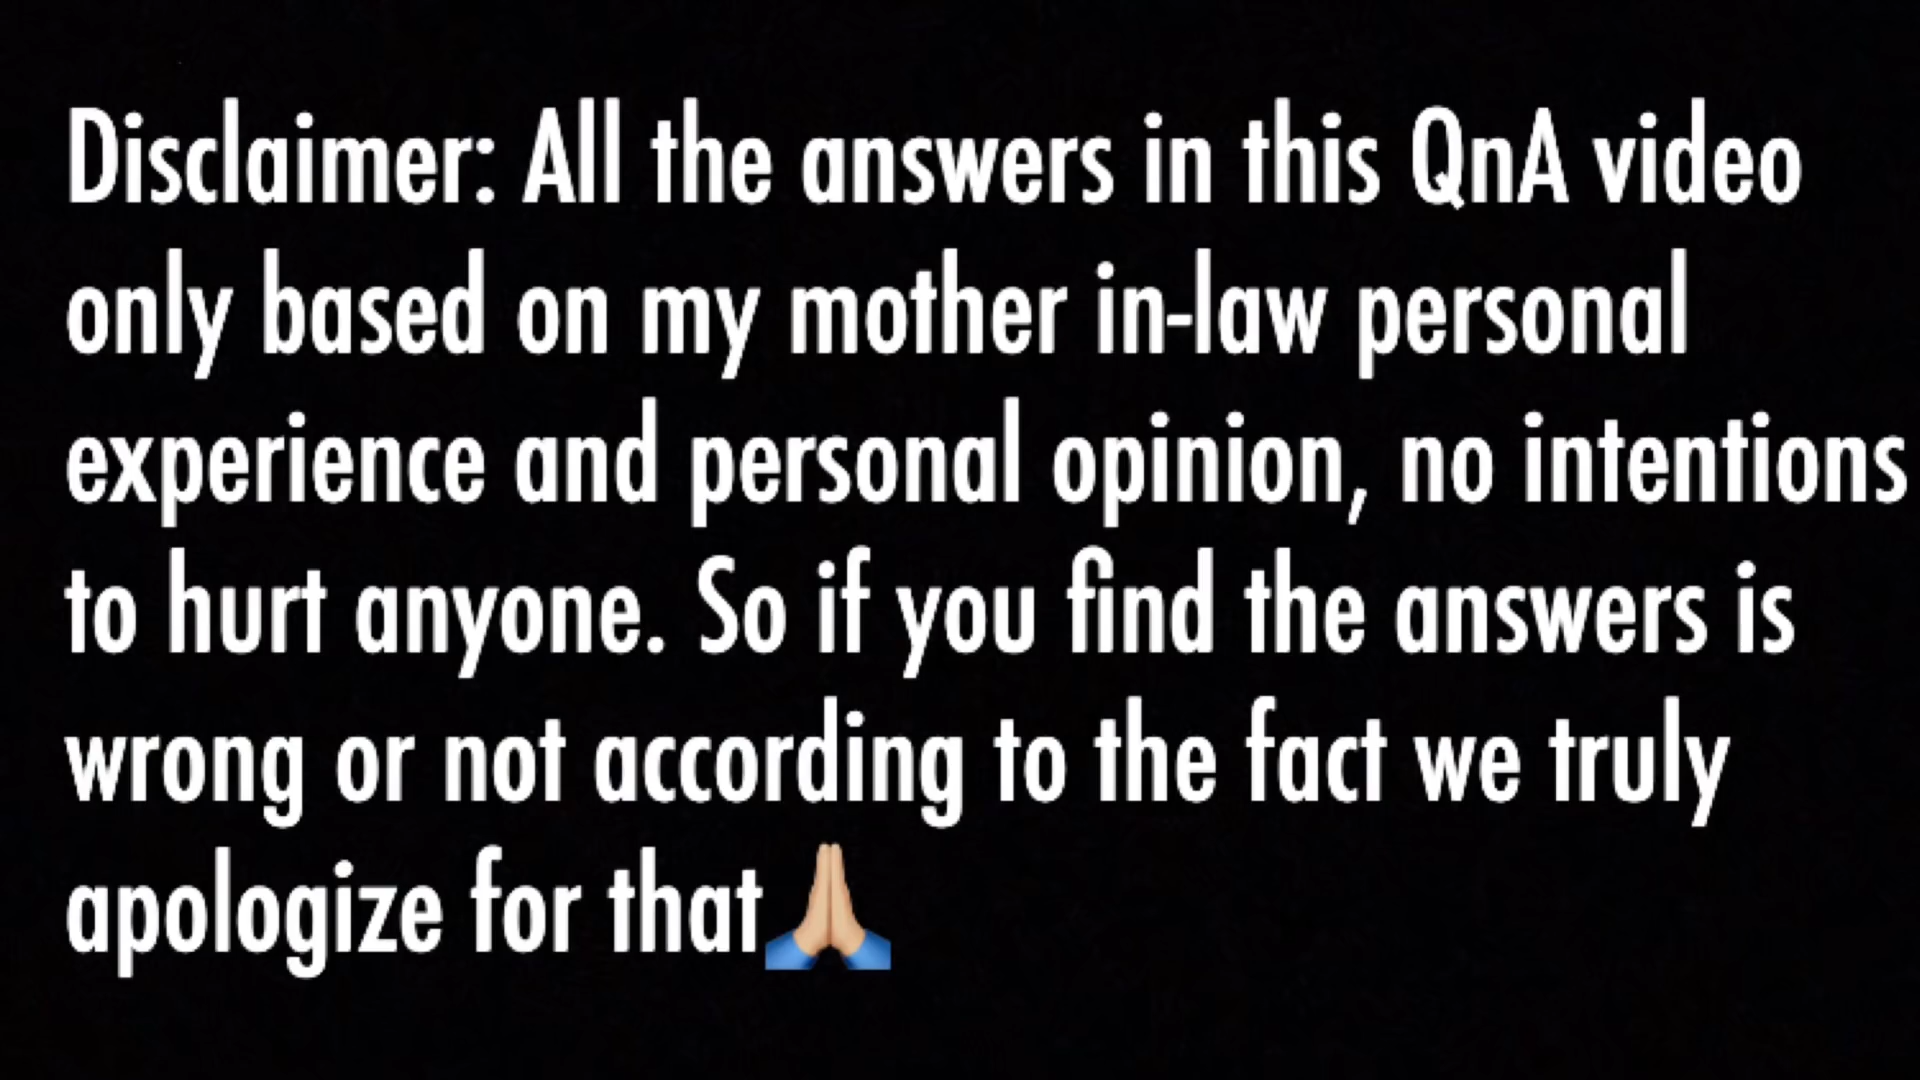 Disclaimer: All the answers in this QnA video
only based on my mother in-law personal
experience and personal opinion, no intentions
to hurt anyone. So if you find the answers is
wrong or not according to the fact we truly
apologize for that🙏🏼